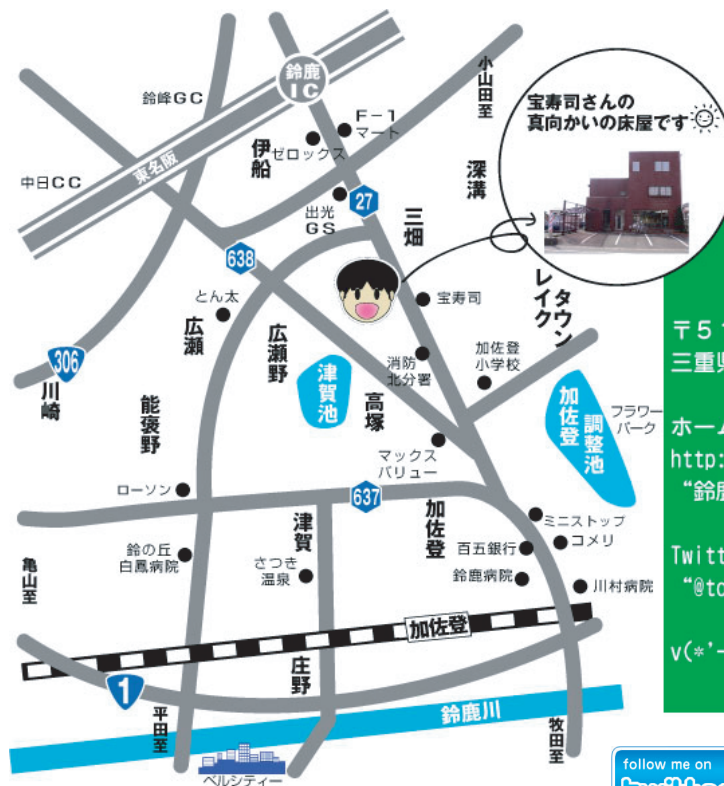 鈴鹿
IC
鈴峰GC
小山田至
宝寿司さんの
真向かいの床屋です
F-1
マート
ゼロックス
伊船
深溝
東名阪
中日CC
出光
GS
27
三畑
638
とん太
宝寿司
タウン
レイク
広瀬
広瀬野
306
川崎
津賀池
消防
北分署
加佐登
小学校
高塚
能褒野
加佐登
調整池
フラワー
パーク
マックス
バリュー
ローソン
637
津賀
加佐登
ミニストップ
コメリ
百五銀行
鈴の丘
白鳳病院
さつき
温泉
鈴鹿病院
川村病院
亀山至
加佐登
庄野
1
鈴鹿川
平田至
牧田至
ベルシティー
〒5
三重県
ホーム
http:
“鈴鹿
Twitt
“@to
v(*'-
follow me on